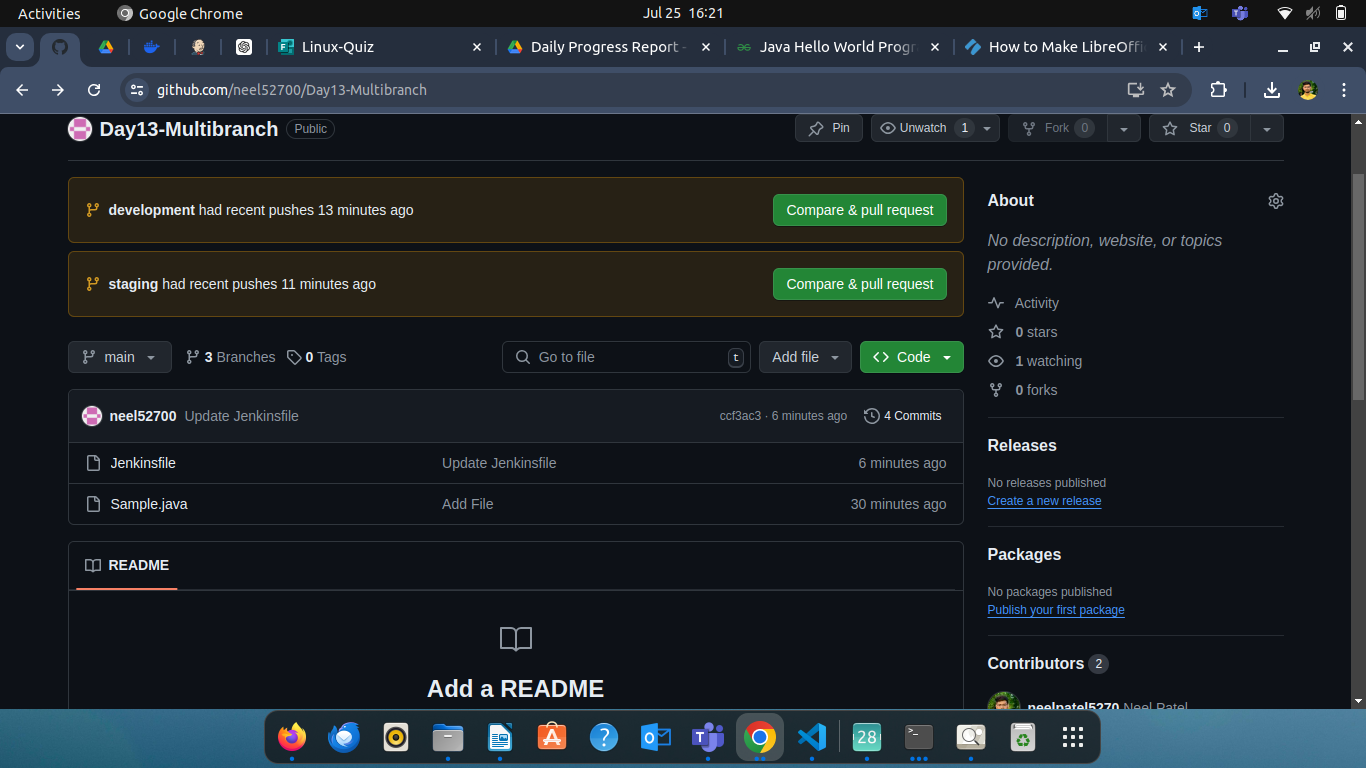 Activities Google Chrome Jul 25 16:21
Linux-Quiz Daily Progress Report - Java Hello World Progr How to Make LibreOffi
github.com/neel52700/Day13-Multibranch
Day13-Multibranch Public Pin Unwatch 1 Fork 0 Star 0
development had recent pushes 13 minutes ago Compare & pull request
staging had recent pushes 11 minutes ago Compare & pull request
main 3 Branches 0 Tags Go to file t Add file Code
neel52700 Update Jenkinsfile ccf3ac3 · 6 minutes ago 4 Commits
Jenkinsfile Update Jenkinsfile 6 minutes ago
Sample.java Add File 30 minutes ago
README
Add a README
About
No description, website, or topics
provided.
Activity
0 stars
1 watching
0 forks
Releases
No releases published
Create a new release
Packages
No packages published
Publish your first package
Contributors 2
neelpatel5270 Neel Patel
28